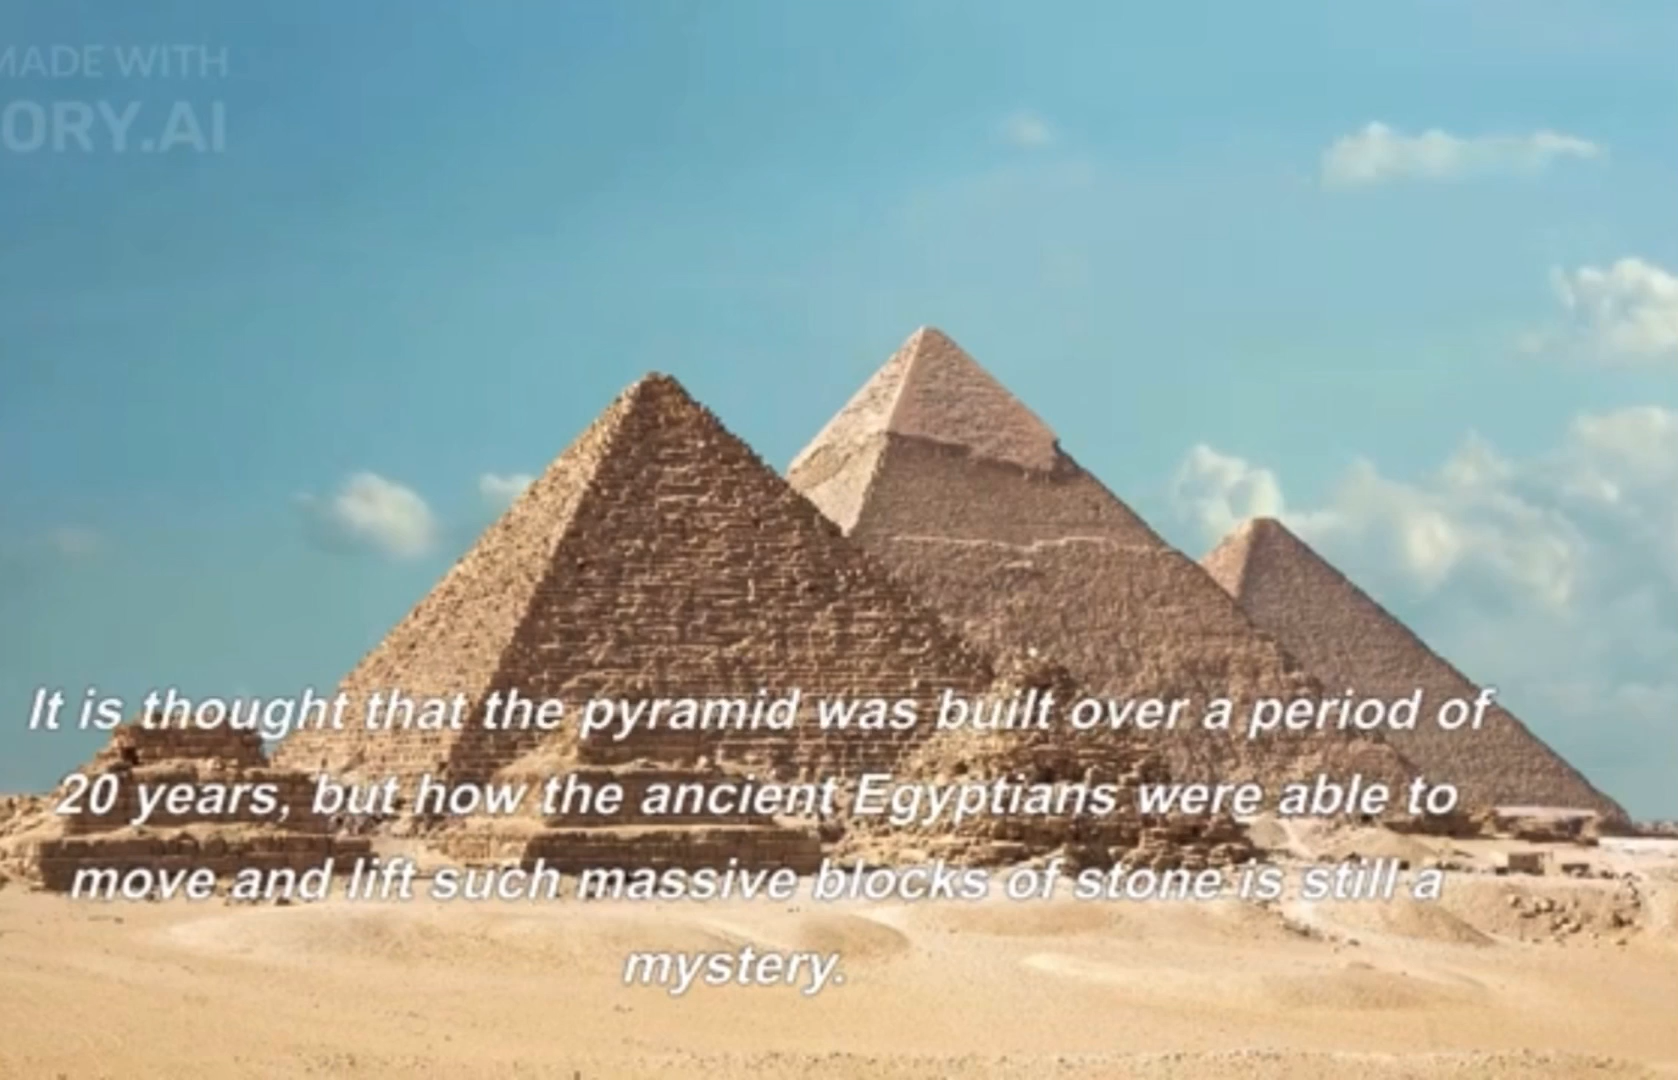 MADE WITH
ORY.AI
It is thought that the pyramid was built over a period of
20 years, but how the ancient Egyptians were able to
move and lift such massive blocks of stone is still a
mystery.